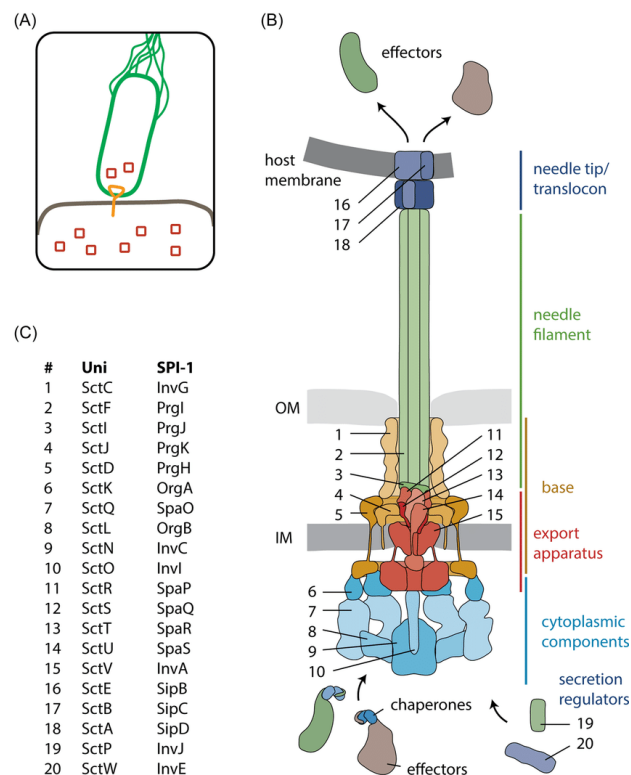 (A)
(B)
effectors
host
membrane
needle tip/
translocon
16
17
18
needle
filament
(C)
# Uni SPI-1
1 SctC InvG
2 SctF PrgI
3 SctI PrgJ
4 SctJ PrgK
5 SctD PrgH
6 SctK OrgA
7 SctQ SpaO
8 SctL OrgB
9 SctN InvC
10 SctO InvI
11 SctR SpaP
12 SctS SpaQ
13 SctT SpaR
14 SctU SpaS
15 SctV InvA
16 SctE SipB
17 SctB SipC
18 SctA SipD
19 SctP InvJ
20 SctW InvE
OM
1
2
3
4
5
11
12
13
14
15
base
IM
export
apparatus
6
7
8
9
10
cytoplasmic
components
secretion
regulators
chaperones
19
20
effectors